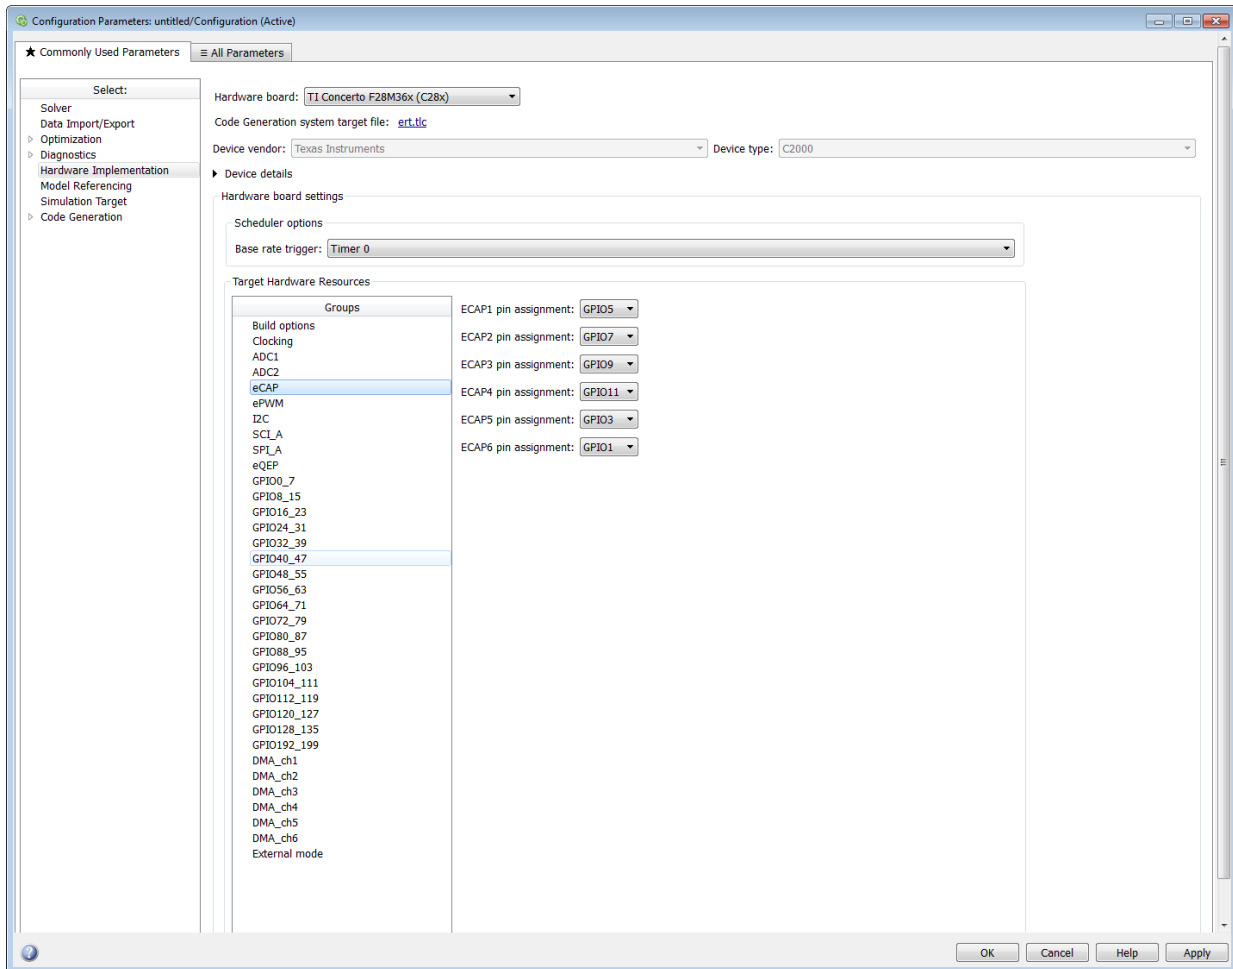 Configuration Parameters: untitled/Configuration (Active)
★ Commonly Used Parameters
≡ All Parameters
Select:
Solver
Data Import/Export
Optimization
Diagnostics
Hardware Implementation
Model Referencing
Simulation Target
Code Generation
Hardware board: TI Concerto F28M36x (C28x)
Code Generation system target file: ert.tlc
Device vendor: Texas Instruments Device type: C2000
Device details
Hardware board settings
Scheduler options
Base rate trigger: Timer 0
Target Hardware Resources
Groups
Build options
Clocking
ADC1
ADC2
eCAP
ePWM
I2C
SCI_A
SPI_A
eQEP
GPIO0_7
GPIO8_15
GPIO16_23
GPIO24_31
GPIO32_39
GPIO40_47
GPIO48_55
GPIO56_63
GPIO64_71
GPIO72_79
GPIO80_87
GPIO88_95
GPIO96_103
GPIO104_111
GPIO112_119
GPIO120_127
GPIO128_135
GPIO192_199
DMA_ch1
DMA_ch2
DMA_ch3
DMA_ch4
DMA_ch5
DMA_ch6
External mode
ECAP1 pin assignment: GPIO5
ECAP2 pin assignment: GPIO7
ECAP3 pin assignment: GPIO9
ECAP4 pin assignment: GPIO11
ECAP5 pin assignment: GPIO3
ECAP6 pin assignment: GPIO1
?
OK
Cancel
Help
Apply